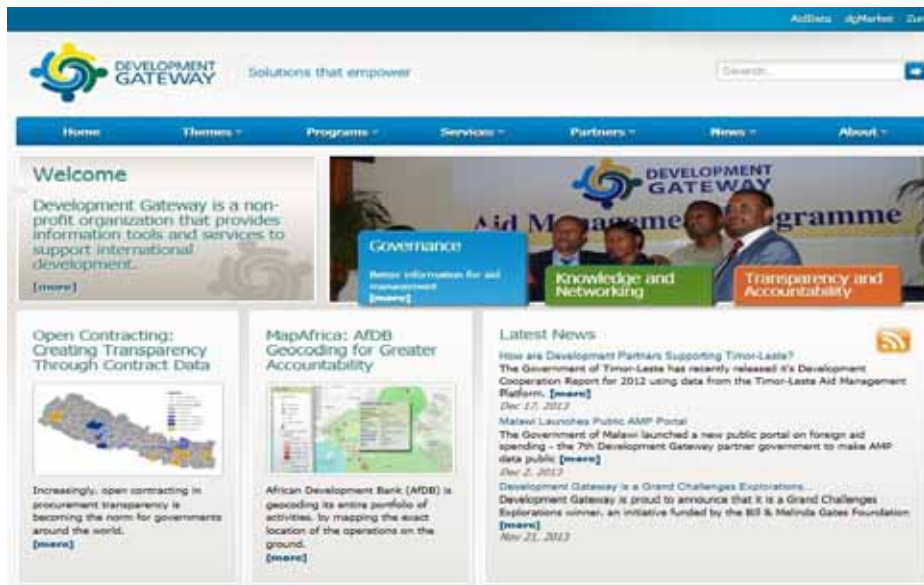 AidData dgMarket
DEVELOPMENT
GATEWAY
Solutions that empower
Search...
Home Themes Programs Services Partners News About
Welcome
Development Gateway is a non-
profit organization that provides
information tools and services to
support international
development.
[more]
DEVELOPMENT
GATEWAY
Aid Management Programme
Governance
Better information for aid
management
[more]
Knowledge and
Networking
Transparency and
Accountability
Open Contracting:
Creating Transparency
Through Contract Data
Increasingly, open contracting in
procurement transparency is
becoming the norm for governments
around the world.
[more]
MapAfrica: AfDB
Geocoding for Greater
Accountability
African Development Bank (AfDB) is
geocoding its entire portfolio of
activities, by mapping the exact
location of the operations on the
ground.
[more]
Latest News
How are Development Partners Supporting Timor-Leste?
The Government of Timor-Leste has recently released it's Development
Cooperation Report for 2012 using data from the Timor-Leste Aid Management
Platform. [more]
Dec 17, 2013
Malawi Launches Public AMP Portal
The Government of Malawi launched a new public portal on foreign aid
spending - the 7th Development Gateway partner government to make AMP
data public [more]
Dec 2, 2013
Development Gateway is a Grand Challenges Explorations...
Development Gateway is proud to announce that it is a Grand Challenges
Explorations winner, an initiative funded by the Bill & Melinda Gates Foundation
[more]
Nov 21, 2013